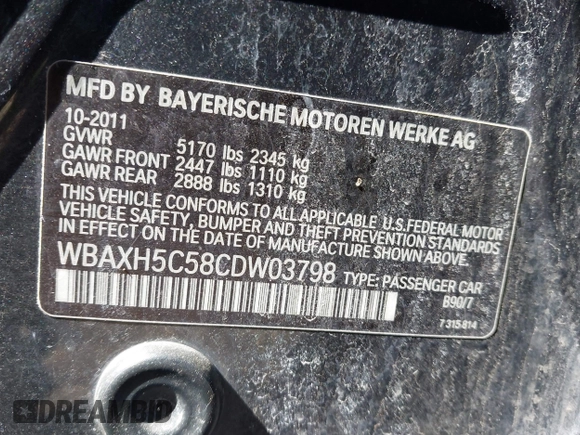 MFD BY BAYERISCHE MOTOREN WERKE AG
10-2011
GVWR 5170 lbs 2345 kg
GAWR FRONT 2447 lbs 1110 kg
GAWR REAR 2888 lbs 1310 kg
THIS VEHICLE CONFORMS TO ALL APPLICABLE U.S.FEDERAL MOTOR
VEHICLE SAFETY, BUMPER AND THEFT PREVENTION STANDARDS
IN EFFECT ON THE DATE OF MANUFACTURE SHOWN ABOVE.
WBAXH5C58CDW03798 TYPE: PASSENGER CAR
B90/7
7 315 814
DREAMBID